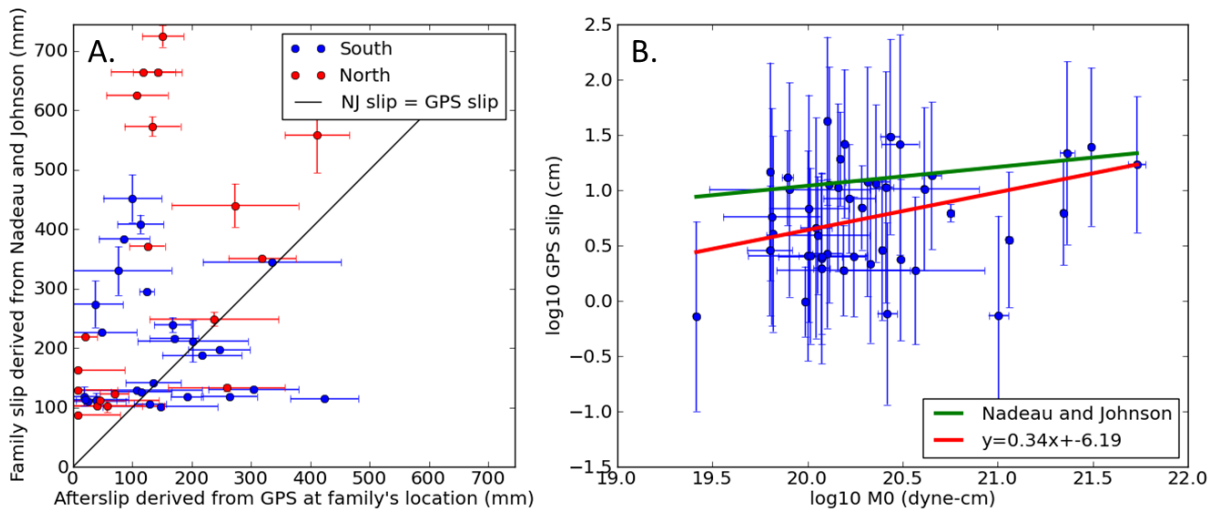 A.
South
North
NJ slip = GPS slip
Family slip derived from Nadeau and Johnson (mm)
700
600
500
400
300
200
100
0
0 100 200 300 400 500 600 700
Afterslip derived from GPS at family's location (mm)
B.
log10 GPS slip (cm)
2.5
2.0
1.5
1.0
0.5
0.0
−0.5
−1.0
−1.5
Nadeau and Johnson
y=0.34x+-6.19
19.0 19.5 20.0 20.5 21.0 21.5 22.0
log10 M0 (dyne-cm)